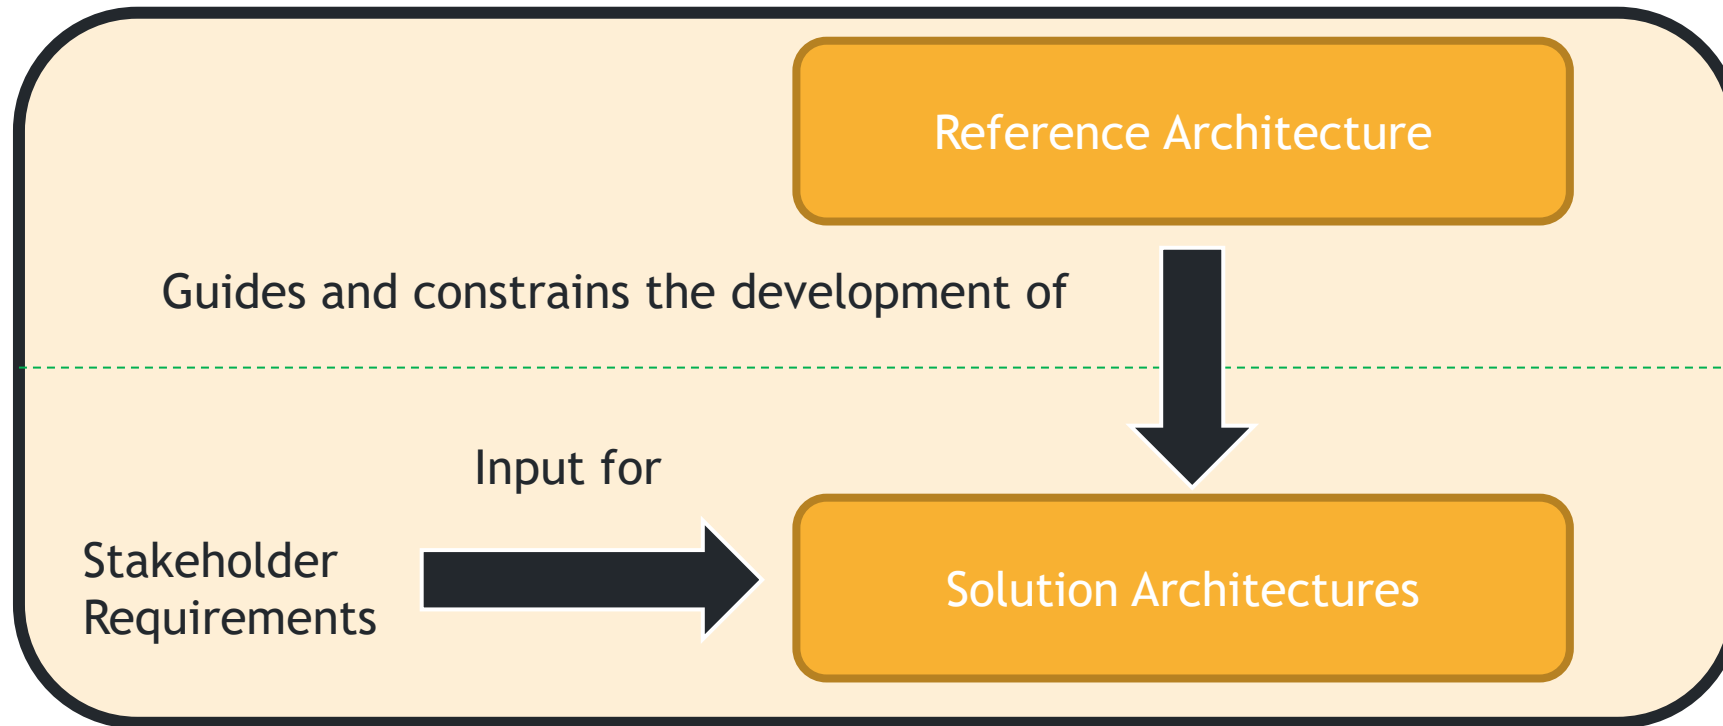 Reference Architecture
Guides and constrains the development of
Input for
Stakeholder
Requirements
Solution Architectures